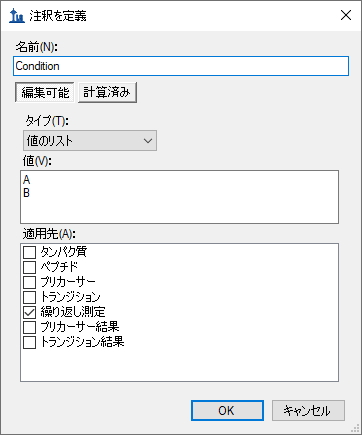 注釈を定義
名前(N):
Condition
編集可能 計算済み
タイプ(T):
値のリスト
値(V):
A
B
適用先(A):
タンパク質
ペプチド
プリカーサー
トランジション
繰り返し測定
プリカーサー結果
トランジション結果
OK キャンセル